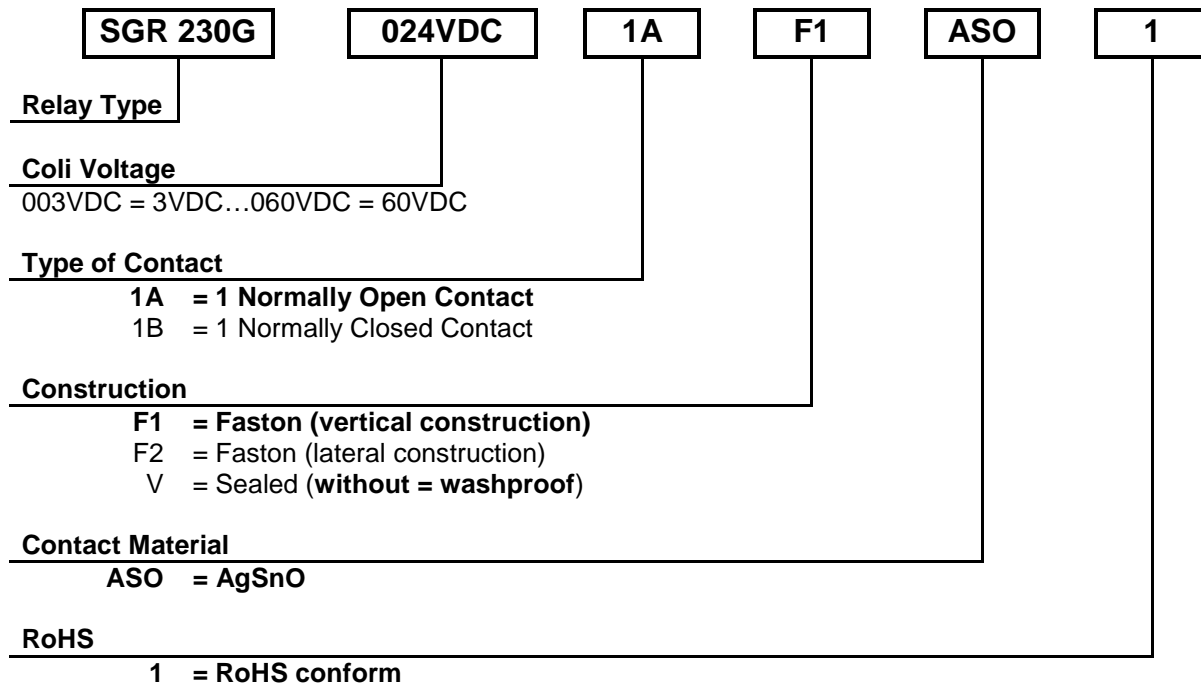 SGR 230G 024VDC 1A F1 ASO 1
Relay Type
Coli Voltage
003VDC = 3VDC…060VDC = 60VDC
Type of Contact
1A = 1 Normally Open Contact
1B = 1 Normally Closed Contact
Construction
F1 = Faston (vertical construction)
F2 = Faston (lateral construction)
V = Sealed (without = washproof)
Contact Material
ASO = AgSnO
RoHS
1 = RoHS conform